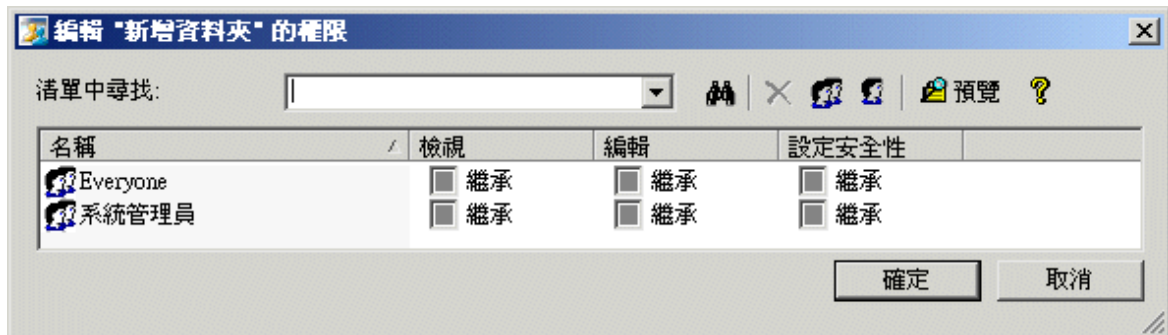 編輯 "新增資料夾" 的權限
清單中尋找: 預覽
名稱 檢視 編輯 設定安全性
Everyone 繼承 繼承 繼承
系統管理員 繼承 繼承 繼承
確定 取消